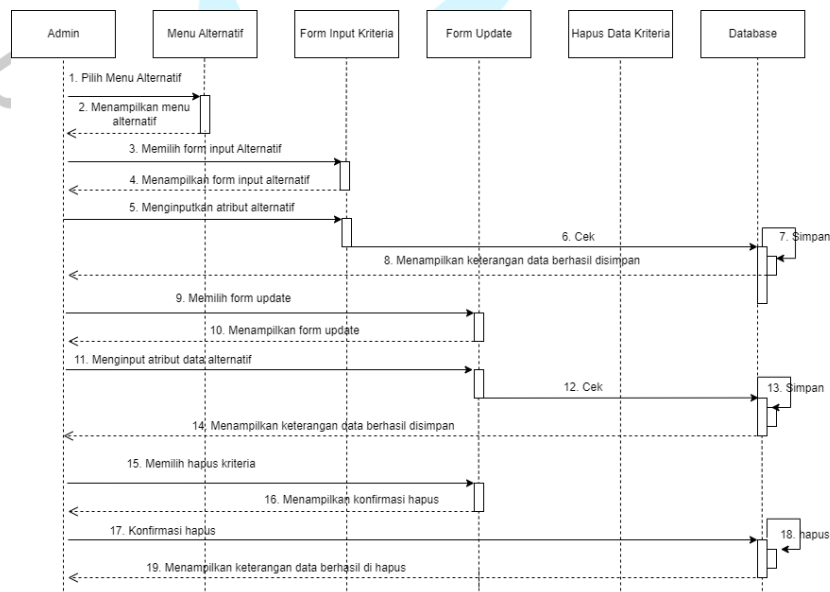 Admin
Menu Alternatif
Form Input Kriteria
Form Update
Hapus Data Kriteria
Database
1. Pilih Menu Alternatif
2. Menampilkan menu
alternatif
3. Memilih form input Alternatif
4. Menampilkan form input alternatif
5. Menginputkan atribut alternatif
6. Cek
7. Simpan
8. Menampilkan keterangan data berhasil disimpan
9. Memilih form update
10. Menampilkan form update
11. Menginput atribut data alternatif
12. Cek
13. Simpan
14. Menampilkan keterangan data berhasil disimpan
15. Memilih hapus kriteria
16. Menampilkan konfirmasi hapus
17. Konfirmasi hapus
18. hapus
19. Menampilkan keterangan data berhasil di hapus